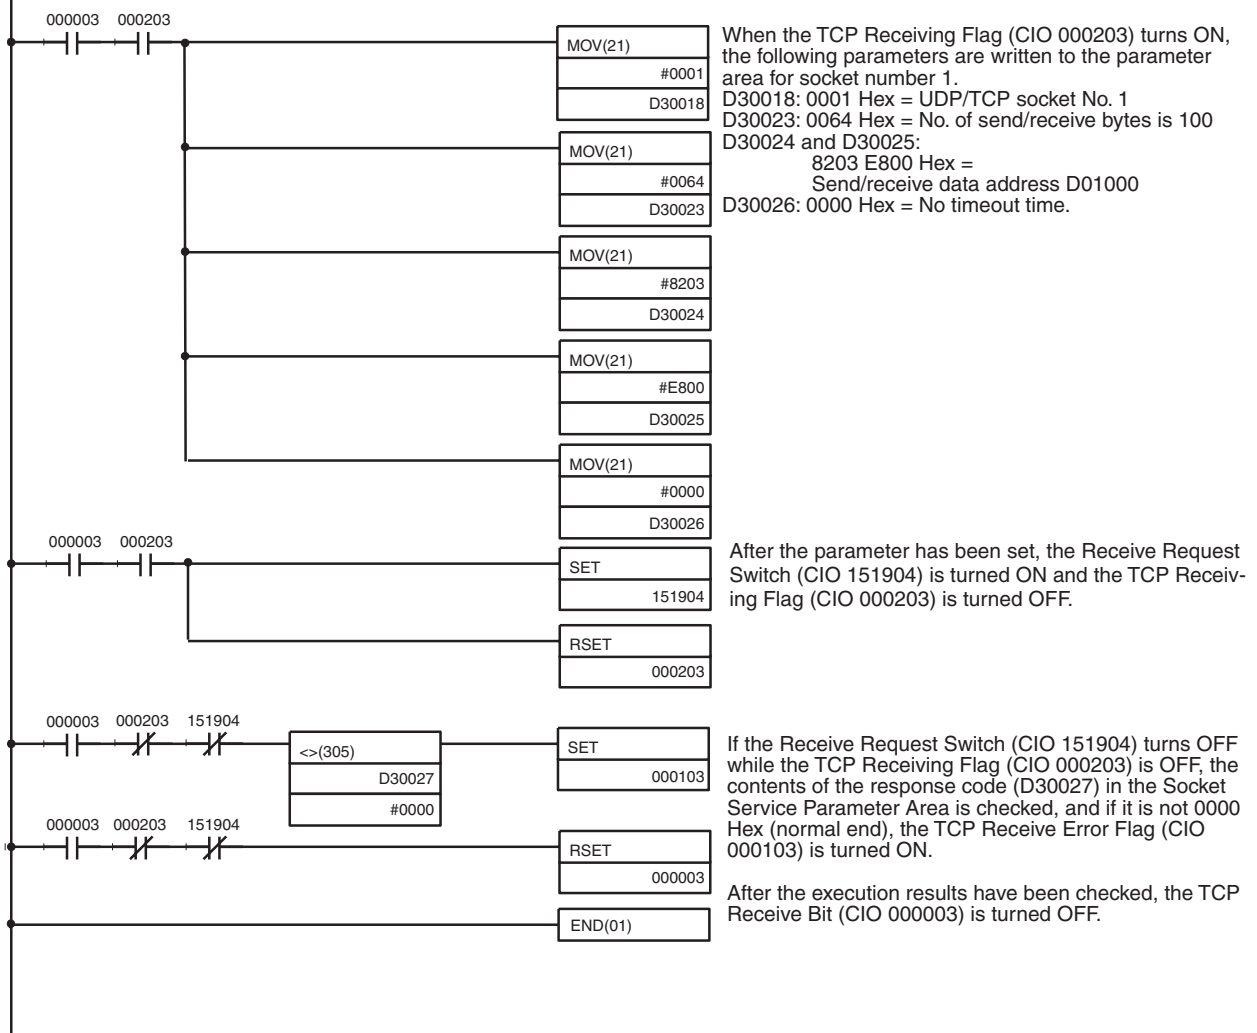 000003 000203
MOV(21)
#0001
D30018
When the TCP Receiving Flag (CIO 000203) turns ON,
the following parameters are written to the parameter
area for socket number 1.
D30018: 0001 Hex = UDP/TCP socket No. 1
D30023: 0064 Hex = No. of send/receive bytes is 100
D30024 and D30025:
8203 E800 Hex =
Send/receive data address D01000
D30026: 0000 Hex = No timeout time.
MOV(21)
#0064
D30023
MOV(21)
#8203
D30024
MOV(21)
#E800
D30025
MOV(21)
#0000
D30026
000003 000203
SET
151904
After the parameter has been set, the Receive Request
Switch (CIO 151904) is turned ON and the TCP Receiv-
ing Flag (CIO 000203) is turned OFF.
RSET
000203
000003 000203 151904
<>(305)
D30027
#0000
SET
000103
If the Receive Request Switch (CIO 151904) turns OFF
while the TCP Receiving Flag (CIO 000203) is OFF, the
contents of the response code (D30027) in the Socket
Service Parameter Area is checked, and if it is not 0000
Hex (normal end), the TCP Receive Error Flag (CIO
000103) is turned ON.
000003 000203 151904
RSET
000003
After the execution results have been checked, the TCP
Receive Bit (CIO 000003) is turned OFF.
END(01)